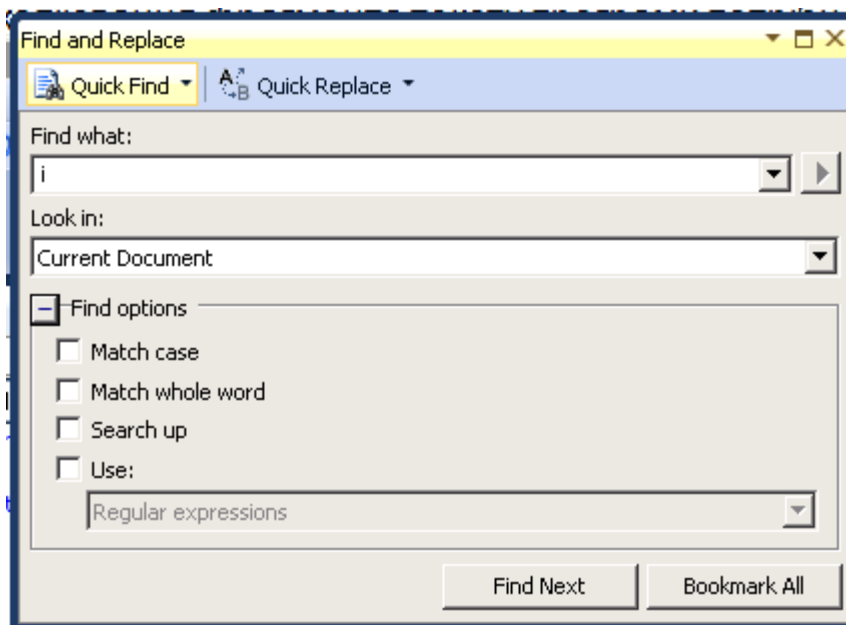 Find and Replace
Quick Find Quick Replace
Find what:
i
Look in:
Current Document
Find options
Match case
Match whole word
Search up
Use:
Regular expressions
Find Next Bookmark All